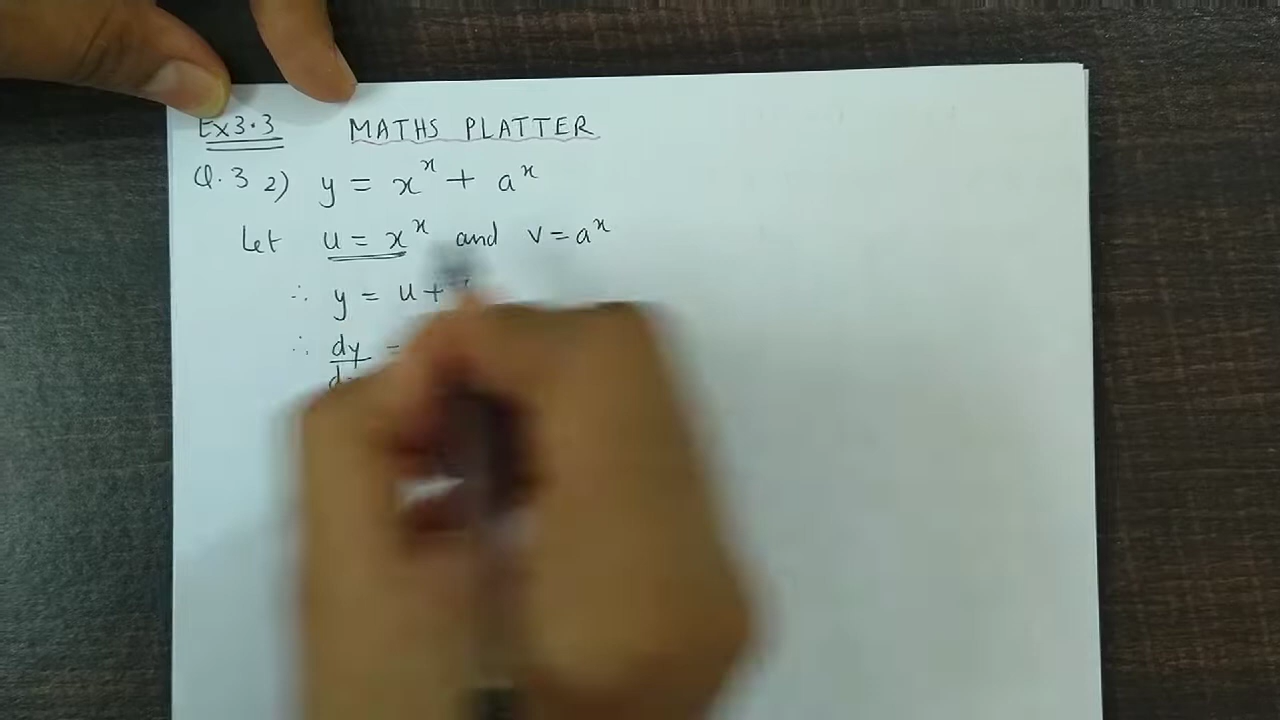 Ex 3.3 MATHS PLATTER
Q.3 2) y = x^x + a^x
Let u = x^x and v = a^x
∴ y = u +
∴ dy =